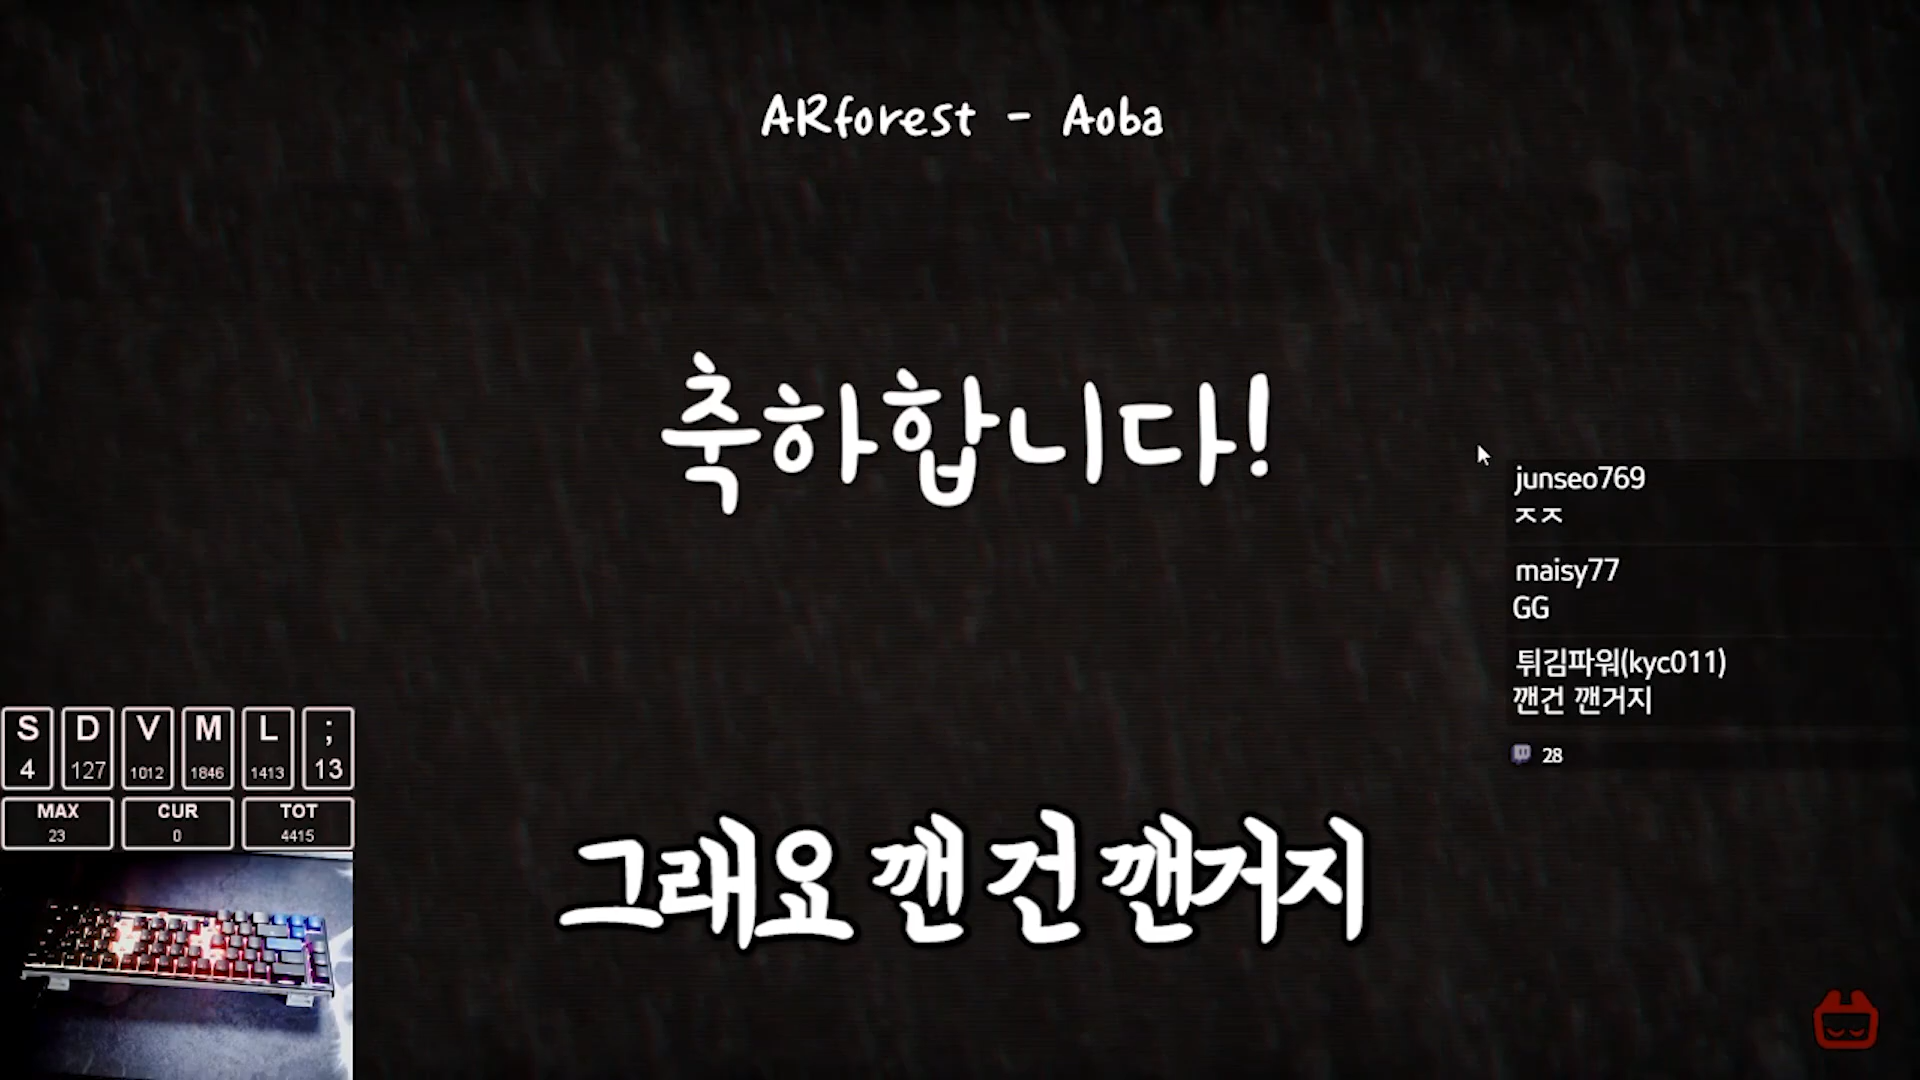 ARforest - Aoba
축하합니다!
junseo769
ㅈㅈ
maisy77
GG
튀김파워(kyc011)
깬건 깬거지
28
S D V M L ;
4 127 1012 1846 1413 13
MAX CUR TOT
23 0 4415
그래요 깬 건 깬거지